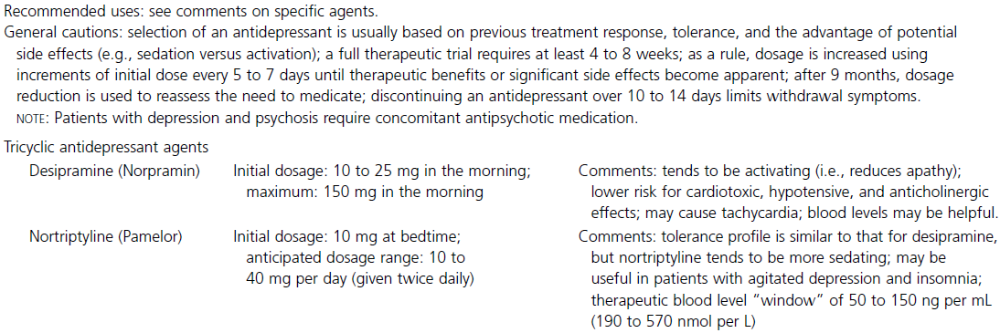 Recommended uses: see comments on specific agents.
General cautions: selection of an antidepressant is usually based on previous treatment response, tolerance, and the advantage of potential
side effects (e.g., sedation versus activation); a full therapeutic trial requires at least 4 to 8 weeks; as a rule, dosage is increased using
increments of initial dose every 5 to 7 days until therapeutic benefits or significant side effects become apparent; after 9 months, dosage
reduction is used to reassess the need to medicate; discontinuing an antidepressant over 10 to 14 days limits withdrawal symptoms.
NOTE: Patients with depression and psychosis require concomitant antipsychotic medication.
Tricyclic antidepressant agents
Desipramine (Norpramin) Initial dosage: 10 to 25 mg in the morning; Comments: tends to be activating (i.e., reduces apathy);
maximum: 150 mg in the morning lower risk for cardiotoxic, hypotensive, and anticholinergic
effects; may cause tachycardia; blood levels may be helpful.
Nortriptyline (Pamelor) Initial dosage: 10 mg at bedtime; Comments: tolerance profile is similar to that for desipramine,
anticipated dosage range: 10 to but nortriptyline tends to be more sedating; may be
40 mg per day (given twice daily) useful in patients with agitated depression and insomnia;
therapeutic blood level "window" of 50 to 150 ng per mL
(190 to 570 nmol per L)